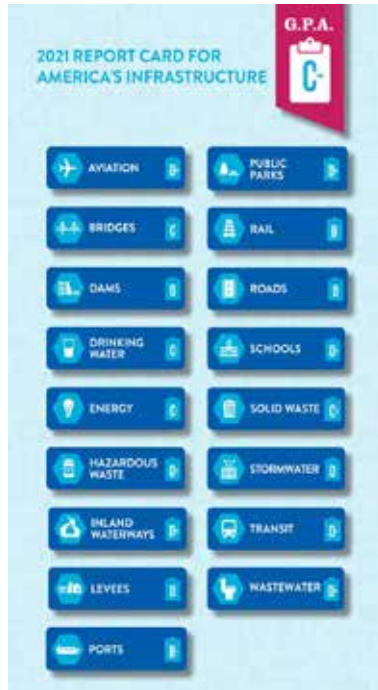 G.P.A.
C-
2021 REPORT CARD FOR
AMERICA'S INFRASTRUCTURE
AVIATION
BRIDGES
C
DAMS
D
DRINKING
WATER
ENERGY
HAZARDOUS
WASTE
INLAND
WATERWAYS
LEVEES
D
PORTS
PUBLIC
PARKS
RAIL
B
ROADS
D
SCHOOLS
SOLID WASTE
STORMWATER
D
TRANSIT
WASTEWATER